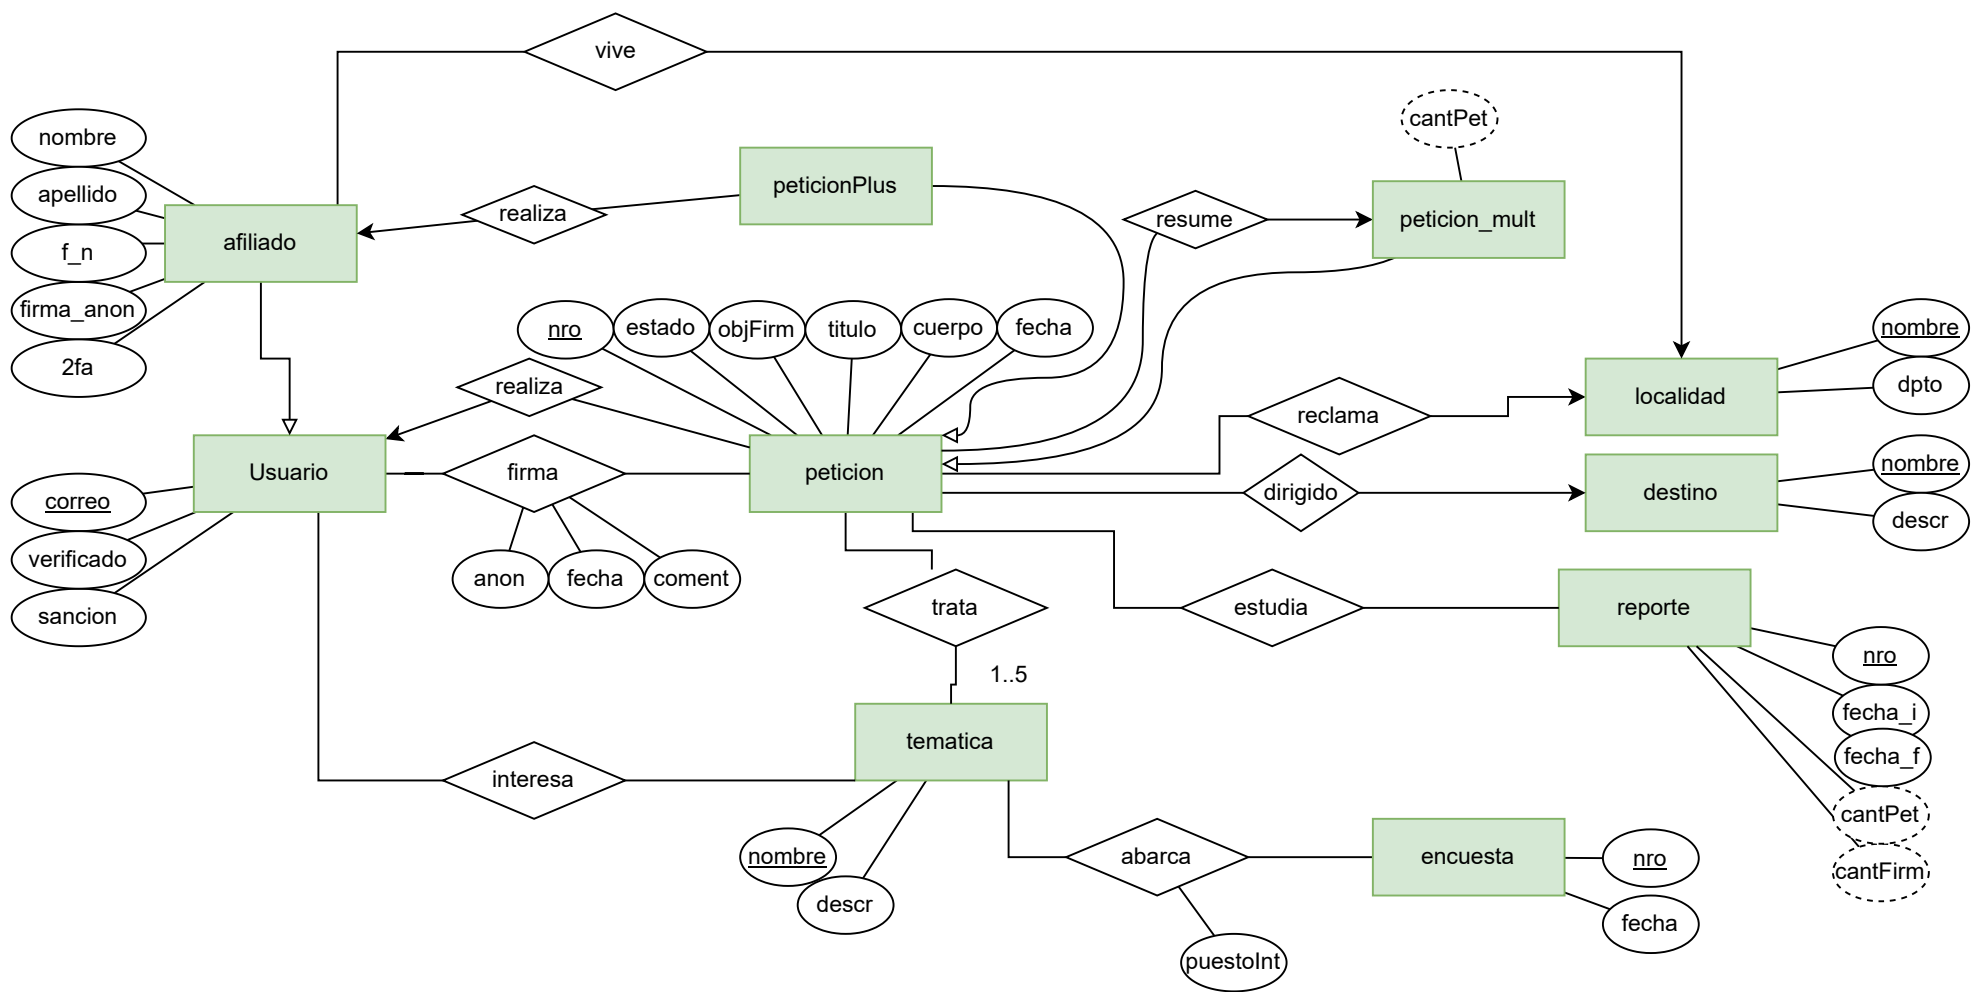 vive
cantPet
nombre
apellido
f_n
firma_anon
2fa
afiliado
realiza
peticionPlus
resume
peticion_mult
nro
estado
objFirm
titulo
cuerpo
fecha
realiza
reclama
localidad
nombre
dpto
Usuario
firma
peticion
dirigido
destino
nombre
descr
correo
verificado
sancion
anon
fecha
coment
trata
estudia
reporte
1..5
nro
fecha_i
fecha_f
cantPet
cantFirm
interesa
tematica
nombre
descr
abarca
encuesta
nro
fecha
puestoInt